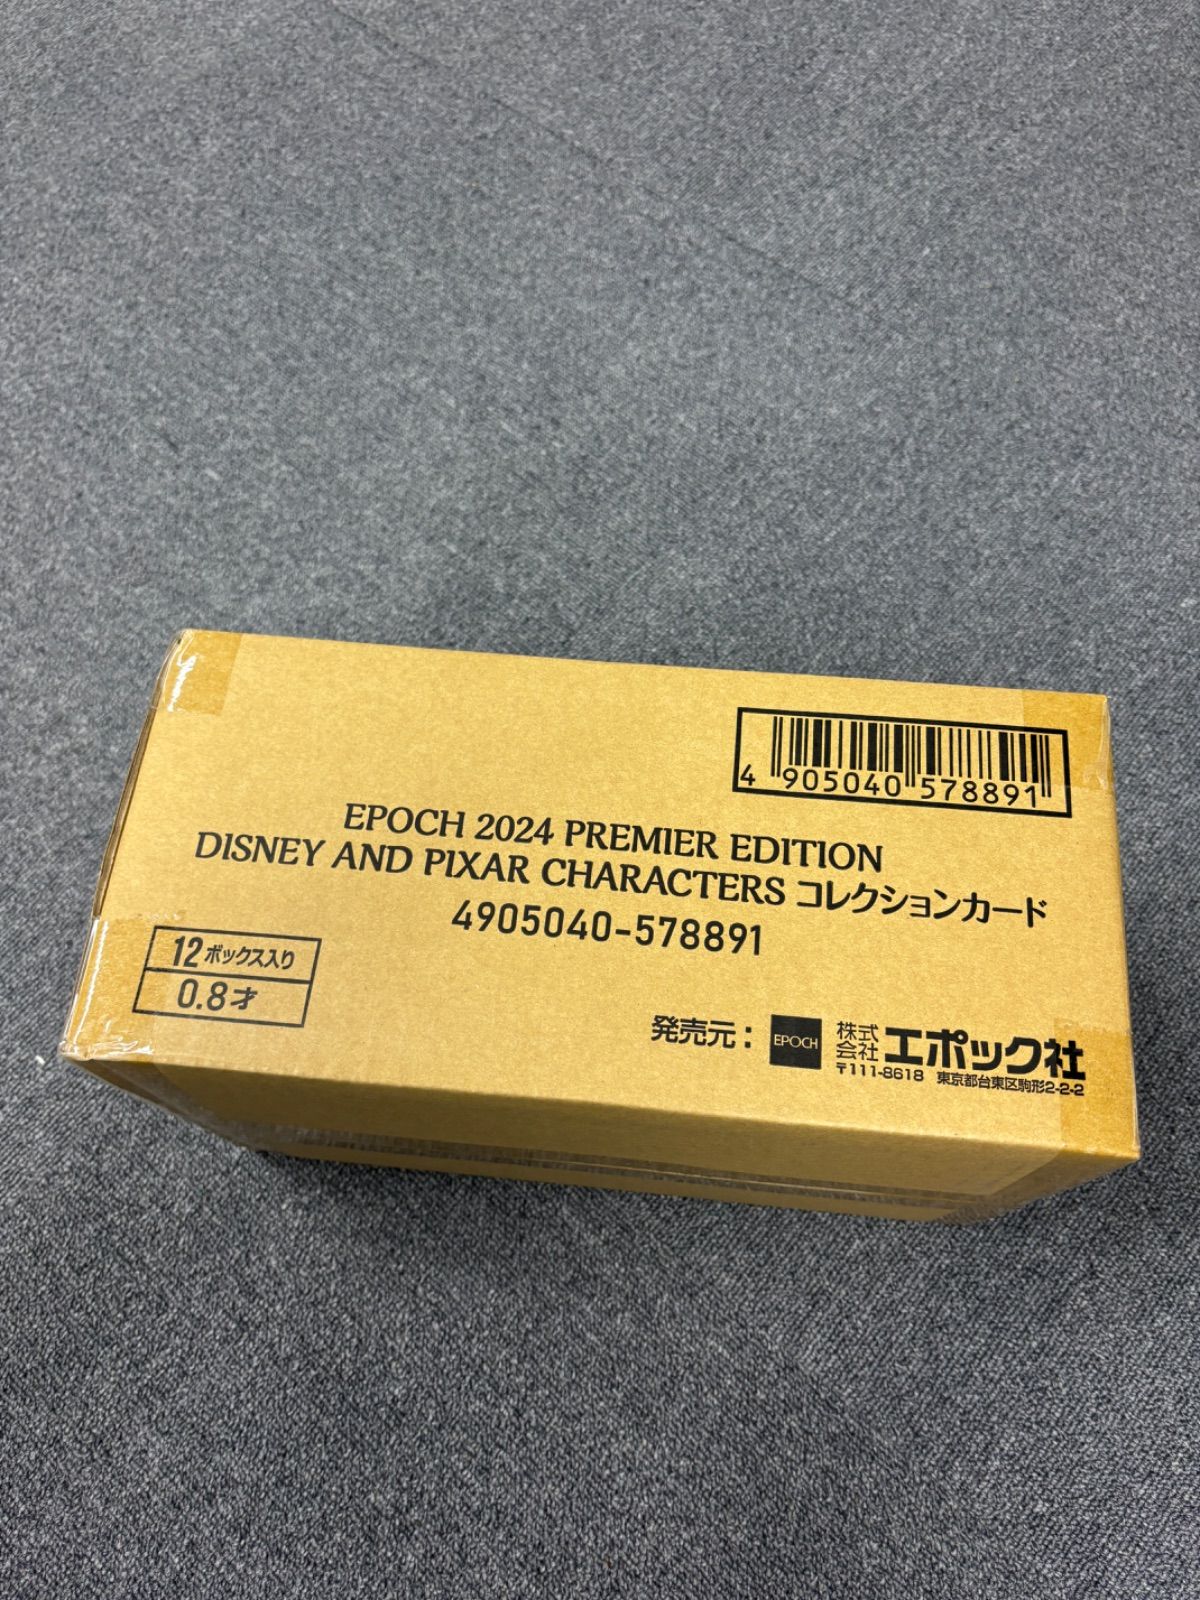 4 905040 578891
EPOCH 2024 PREMIER EDITION
DISNEY AND PIXAR CHARACTERS コレクションカード
4905040-578891
12ボックス入り
0.8才
発売元: EPOCH 株式会社 エポック社
〒111-8618 東京都台東区駒形2-2-2